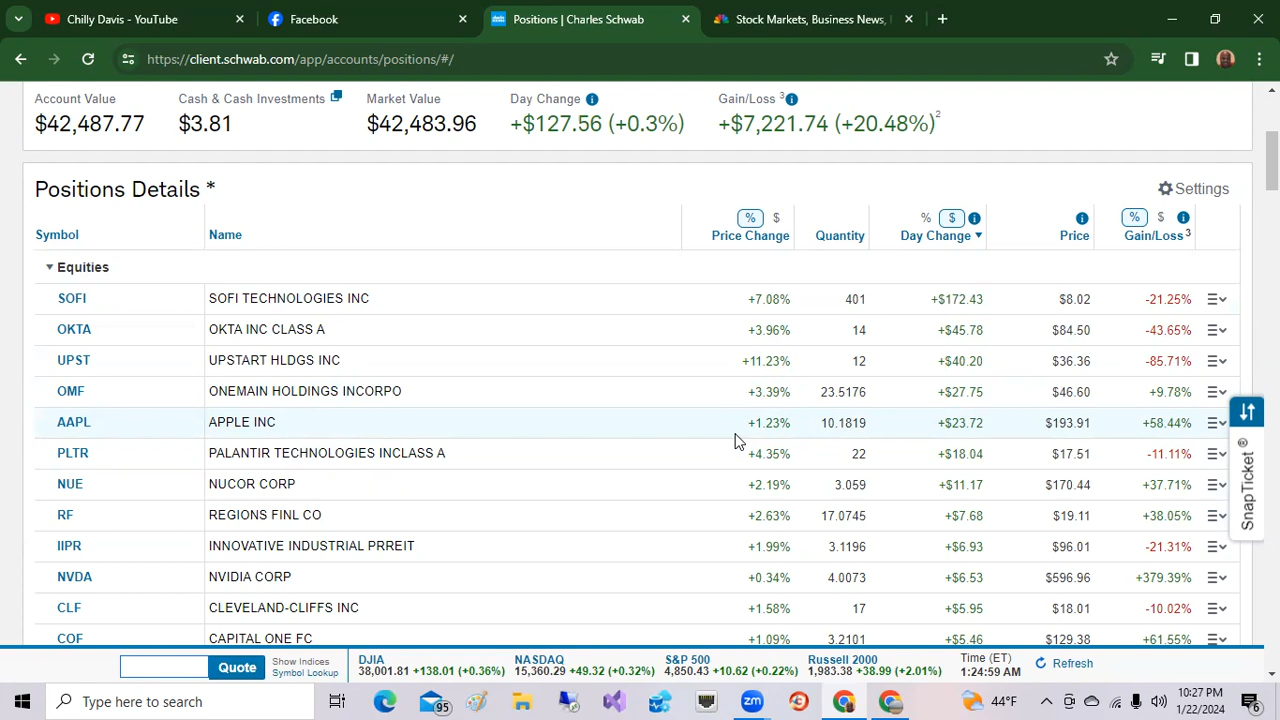 Chilly Davis - YouTube
Facebook
Positions | Charles Schwab
Stock Markets, Business News,
https://client.schwab.com/app/accounts/positions/#/
Account Value Cash & Cash Investments Market Value Day Change Gain/Loss 3
$42,487.77 $3.81 $42,483.96 +$127.56 (+0.3%) +$7,221.74 (+20.48%) 2
Positions Details *
Settings
% $ % $ % $
Symbol Name Price Change Quantity Day Change Price Gain/Loss 3
Equities
SOFI SOFI TECHNOLOGIES INC +7.08% 401 +$172.43 $8.02 -21.25%
OKTA OKTA INC CLASS A +3.96% 14 +$45.78 $84.50 -43.65%
UPST UPSTART HLDGS INC +11.23% 12 +$40.20 $36.36 -85.71%
OMF ONEMAIN HOLDINGS INCORPO +3.39% 23.5176 +$27.75 $46.60 +9.78%
AAPL APPLE INC +1.23% 10.1819 +$23.72 $193.91 +58.44%
PLTR PALANTIR TECHNOLOGIES INCLASS A +4.35% 22 +$18.04 $17.51 -11.11%
NUE NUCOR CORP +2.19% 3.059 +$11.17 $170.44 +37.71%
RF REGIONS FINL CO +2.63% 17.0745 +$7.68 $19.11 +38.05%
IIPR INNOVATIVE INDUSTRIAL PRREIT +1.99% 3.1196 +$6.93 $96.01 -21.31%
NVDA NVIDIA CORP +0.34% 4.0073 +$6.53 $596.96 +379.39%
CLF CLEVELAND-CLIFFS INC +1.58% 17 +$5.95 $18.01 -10.02%
COF CAPITAL ONE FC +1.09% 3.2101 +$5.46 $129.38 +61.55%
SnapTicket ®
Quote
Show Indices
Symbol Lookup
DJIA NASDAQ S&P 500 Russell 2000 Time (ET)
38,001.81 +138.01 (+0.36%) 15,360.29 +49.32 (+0.32%) 4,850.43 +10.62 (+0.22%) 1,983.38 +38.99 (+2.01%) 1:24:59 AM
Refresh
Type here to search
95
44°F
10:27 PM
1/22/2024
6